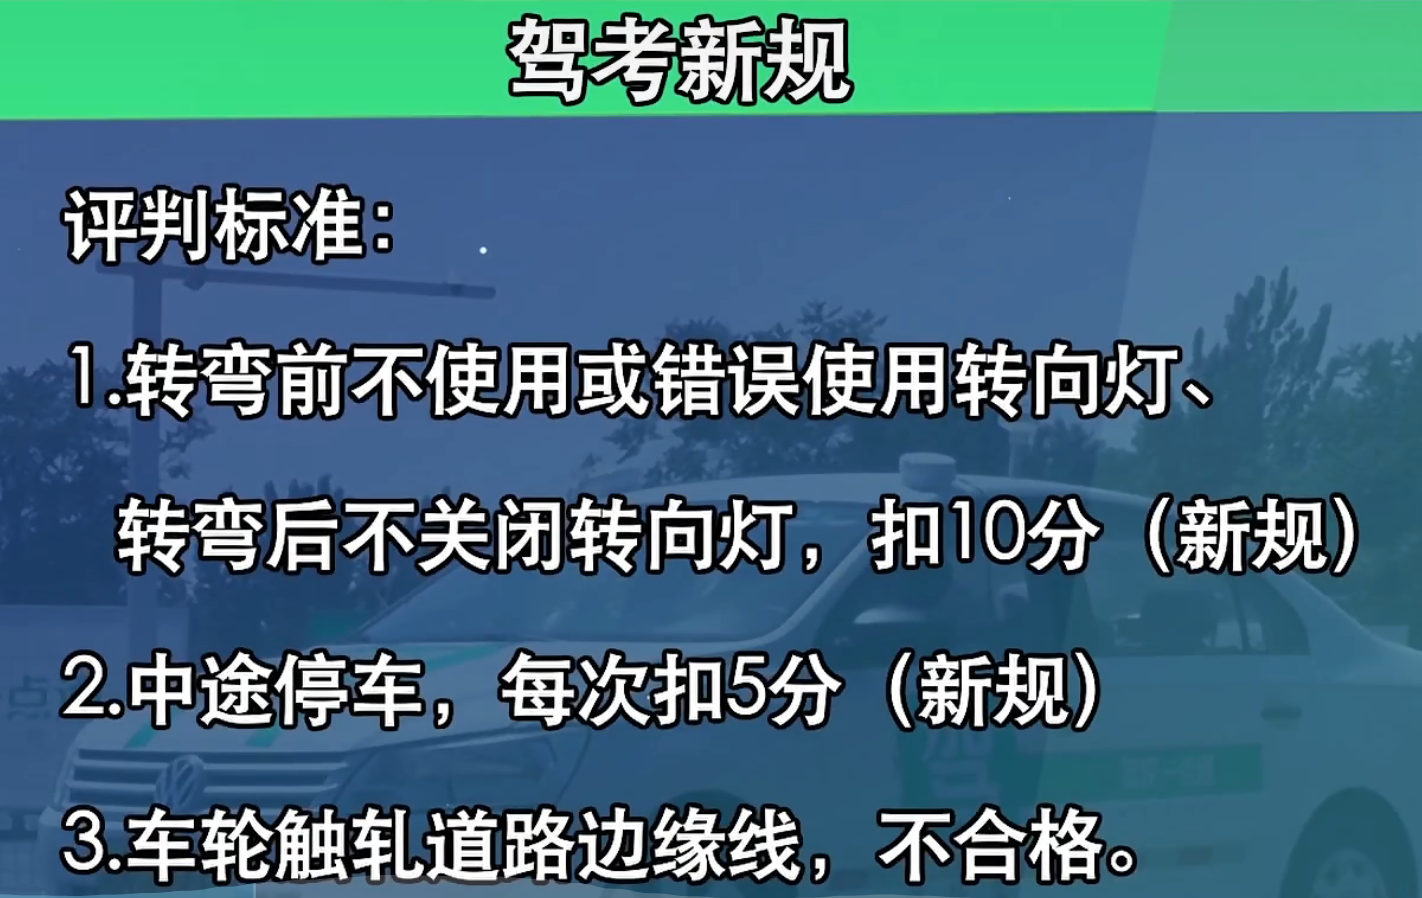 驾考新规
评判标准：
1.转弯前不使用或错误使用转向灯、
转弯后不关闭转向灯，扣10分（新规）
2.中途停车，每次扣5分（新规）
3.车轮触轧道路边缘线，不合格。